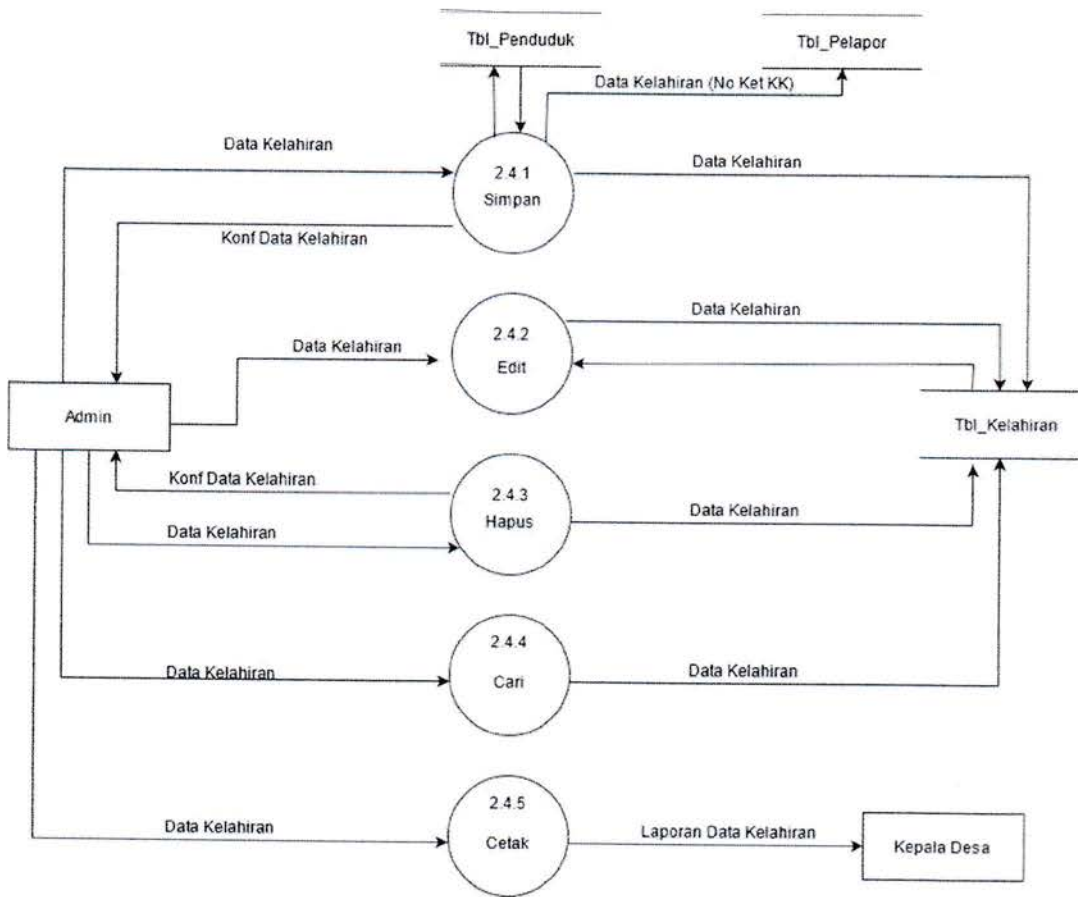 Tbl_Penduduk
Tbl_Pelapor
Data Kelahiran (No Ket KK)
Data Kelahiran
2.4.1
Simpan
Data Kelahiran
Konf Data Kelahiran
2.4.2
Edit
Data Kelahiran
Data Kelahiran
Admin
Tbl_Kelahiran
Konf Data Kelahiran
2.4.3
Hapus
Data Kelahiran
Data Kelahiran
2.4.4
Cari
Data Kelahiran
Data Kelahiran
2.4.5
Cetak
Data Kelahiran
Laporan Data Kelahiran
Kepala Desa